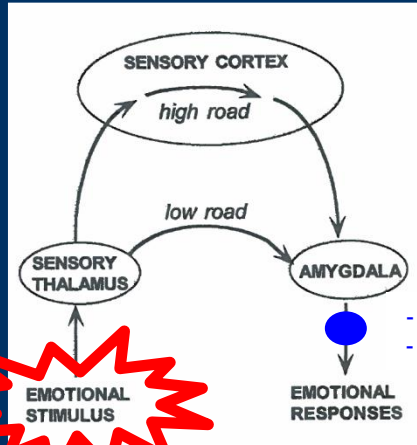 SENSORY CORTEX
high road
low road
SENSORY
THALAMUS
AMYGDALA
-
-
EMOTIONAL
STIMULUS
EMOTIONAL
RESPONSES